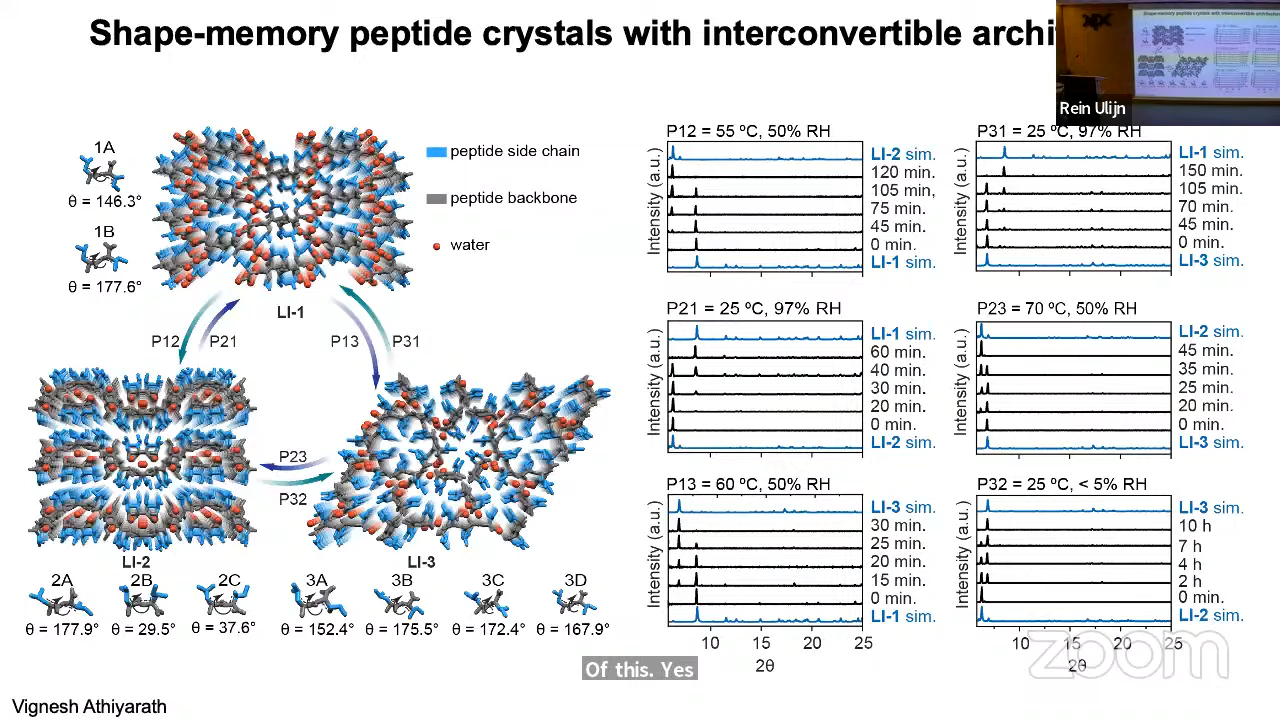 Shape-memory peptide crystals with interconvertible archi
Rein Ulijn
1A
θ = 146.3°
1B
θ = 177.6°
peptide side chain
peptide backbone
water
LI-1
P12
P21
P13
P31
P23
P32
LI-2
LI-3
2A
2B
2C
3A
3B
3C
3D
θ = 177.9°
θ = 29.5°
θ = 37.6°
θ = 152.4°
θ = 175.5°
θ = 172.4°
θ = 167.9°
P12 = 55 ºC, 50% RH
Intensity (a.u.)
LI-2 sim.
120 min.
105 min,
75 min.
45 min.
0 min.
LI-1 sim.
P31 = 25 ºC, 97% RH
Intensity (a.u.)
LI-1 sim.
150 min.
105 min.
70 min.
45 min.
0 min.
LI-3 sim.
10
15
20
25
P21 = 25 ºC, 97% RH
Intensity (a.u.)
LI-1 sim.
60 min.
40 min.
30 min.
20 min.
0 min.
LI-2 sim.
P23 = 70 ºC, 50% RH
Intensity (a.u.)
LI-2 sim.
45 min.
35 min.
25 min.
20 min.
0 min.
LI-3 sim.
P13 = 60 ºC, 50% RH
Intensity (a.u.)
LI-3 sim.
30 min.
25 min.
20 min.
15 min.
0 min.
LI-1 sim.
10
15
20
25
2θ
P32 = 25 ºC, < 5% RH
Intensity (a.u.)
LI-3 sim.
10 h
7 h
4 h
2 h
0 min.
LI-2 sim.
10
15
20
25
2θ
zoom
Of this. Yes
Vignesh Athiyarath